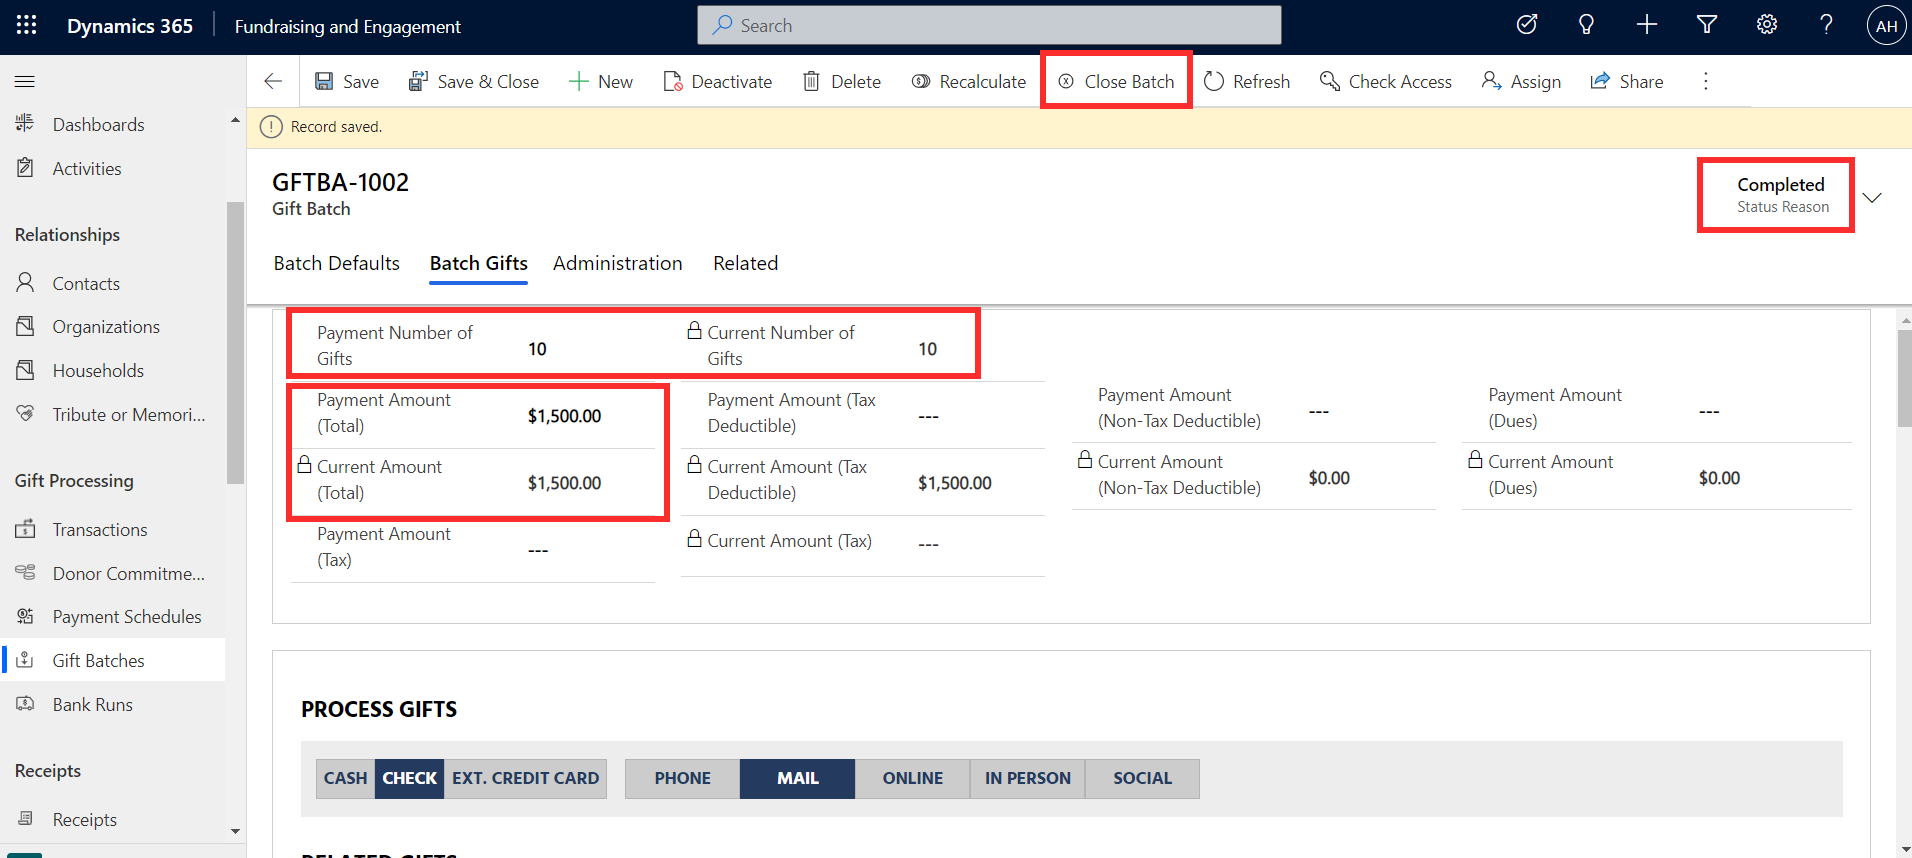 Dynamics 365 Fundraising and Engagement Search AH
Save Save & Close New Deactivate Delete Recalculate Close Batch Refresh Check Access Assign Share
Record saved.
Dashboards
Activities
Relationships
Contacts
Organizations
Households
Tribute or Memori...
Gift Processing
Transactions
Donor Commitme...
Payment Schedules
Gift Batches
Bank Runs
Receipts
Receipts
GFTBA-1002
Gift Batch
Completed
Status Reason
Batch Defaults Batch Gifts Administration Related
Payment Number of
Gifts
10
Current Number of
Gifts
10
Payment Amount
(Total)
$1,500.00
Payment Amount (Tax
Deductible)
---
Payment Amount
(Non-Tax Deductible)
---
Payment Amount
(Dues)
---
Current Amount
(Total)
$1,500.00
Current Amount (Tax
Deductible)
$1,500.00
Current Amount
(Non-Tax Deductible)
$0.00
Current Amount
(Dues)
$0.00
Payment Amount
(Tax)
---
Current Amount (Tax)
---
PROCESS GIFTS
CASH CHECK EXT. CREDIT CARD PHONE MAIL ONLINE IN PERSON SOCIAL
RELATED GIFTS